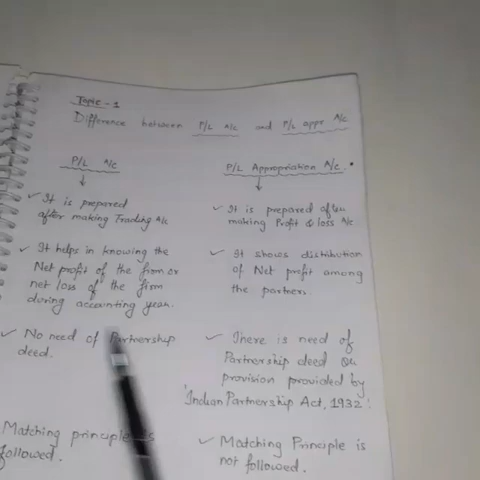 Topic - 1
Difference between P/L A/c and P/L appr A/c
P/L A/c
It is prepared
after making Trading A/c
It helps in knowing the
Net profit of the firm or
net loss of the firm
during accounting year.
No need of Partnership
deed.
Matching principle is
followed.
P/L Appropriation A/c.
It is prepared after
making Profit & loss A/c.
It shows distribution
of Net profit among
the partners.
There is need of
Partnership deed Or
provision provided by
'Indian Partnership Act, 1932'.
Matching Principle is
not followed.